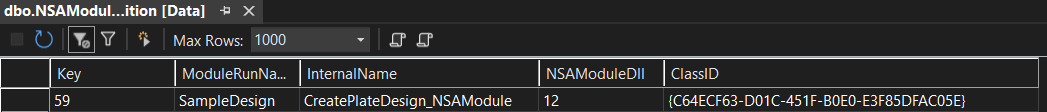 dbo.NSAModul...ition [Data]
Max Rows: 1000
Key ModuleRunNa... InternalName NSAModuleDll ClassID
59 SampleDesign CreatePlateDesign_NSAModule 12 {C64ECF63-D01C-451F-B0E0-E3F85DFAC05E}